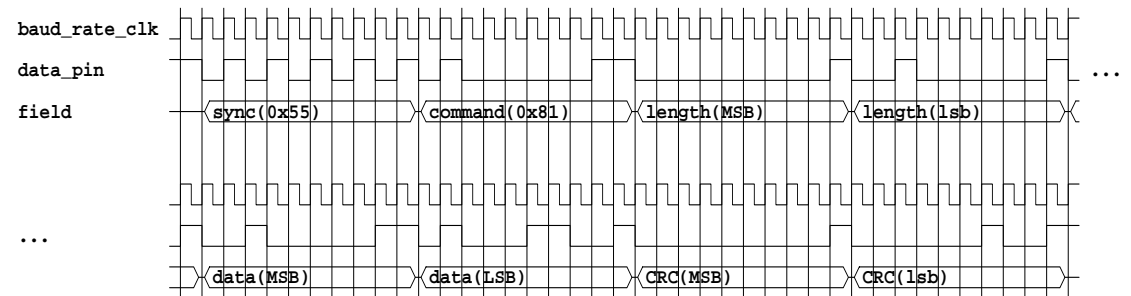 baud_rate_clk
data_pin
...
field sync(0x55) command(0x81) length(MSB) length(lsb)
...
data(MSB) data(LSB) CRC(MSB) CRC(lsb)